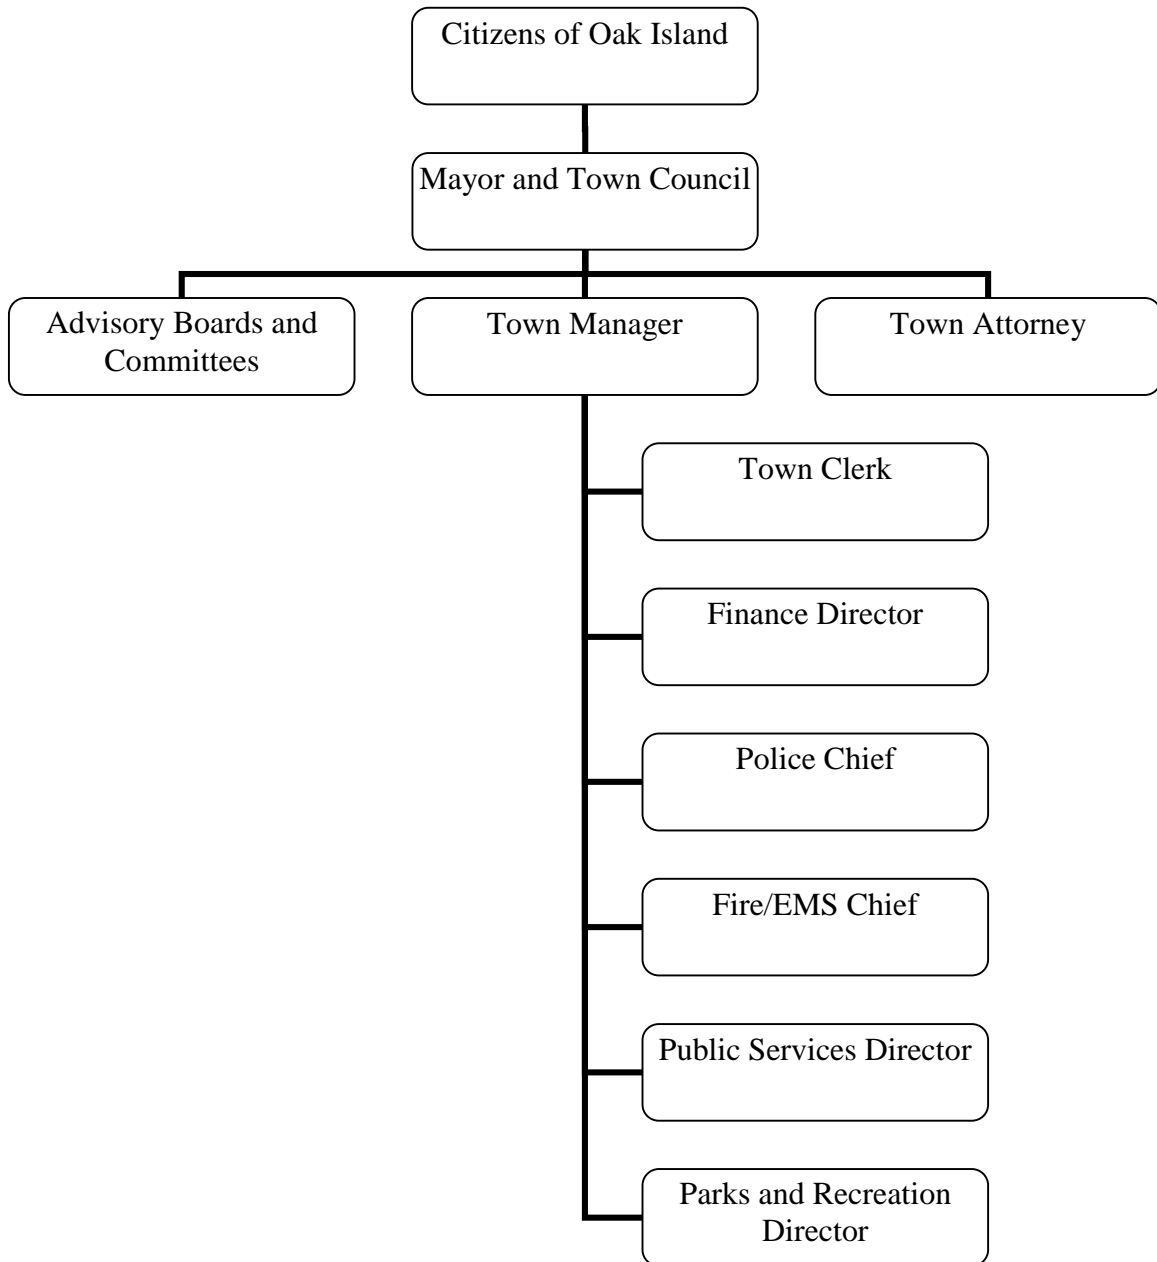 Citizens of Oak Island
Mayor and Town Council
Advisory Boards and
Committees
Town Manager
Town Attorney
Town Clerk
Finance Director
Police Chief
Fire/EMS Chief
Public Services Director
Parks and Recreation
Director